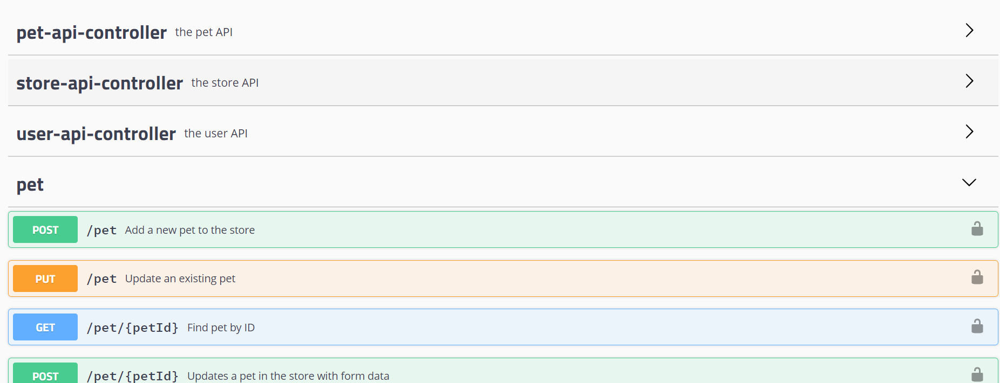 pet-api-controller the pet API
store-api-controller the store API
user-api-controller the user API
pet
POST /pet Add a new pet to the store
PUT /pet Update an existing pet
GET /pet/{petId} Find pet by ID
POST /pet/{petId} Updates a pet in the store with form data